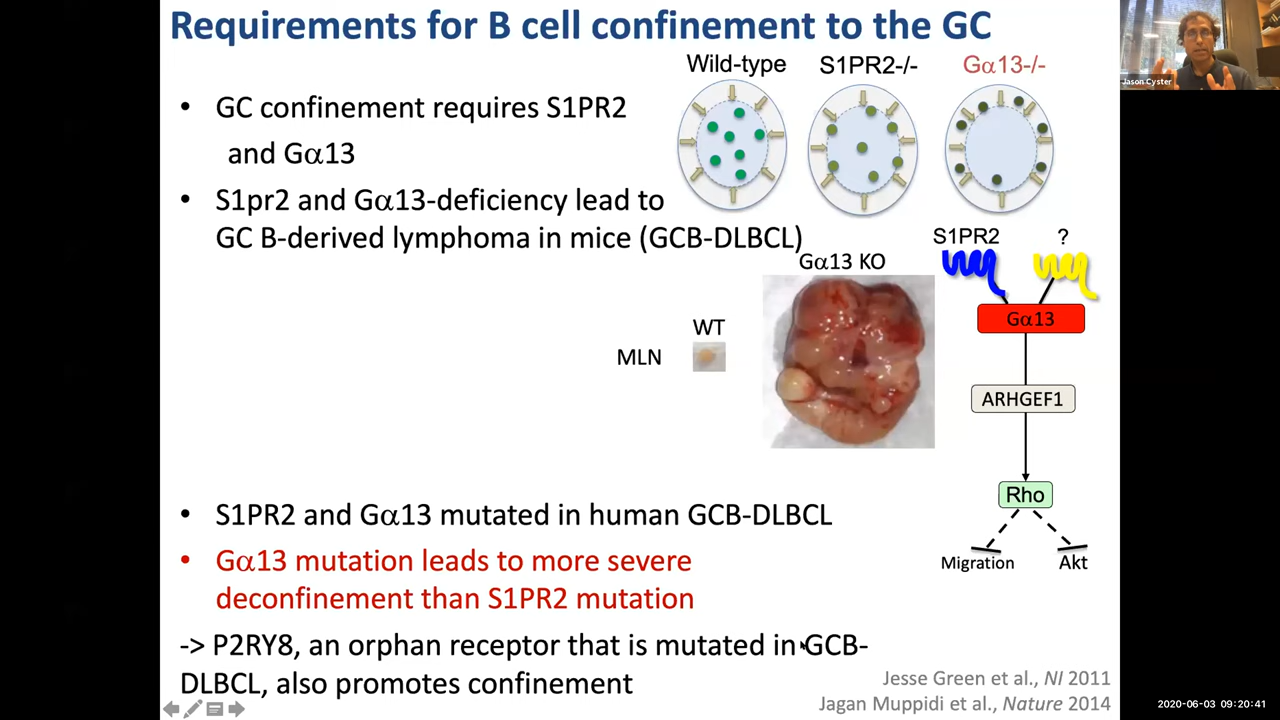 Requirements for B cell confinement to the GC
Wild-type
S1PR2-/-
Gα13-/-
Jason Cyster
• GC confinement requires S1PR2
and Gα13
• S1pr2 and Gα13-deficiency lead to
GC B-derived lymphoma in mice (GCB-DLBCL)
S1PR2
?
Gα13 KO
Gα13
WT
MLN
ARHGEF1
Rho
Migration
Akt
• S1PR2 and Gα13 mutated in human GCB-DLBCL
• Gα13 mutation leads to more severe
deconfinement than S1PR2 mutation
-> P2RY8, an orphan receptor that is mutated in GCB-
DLBCL, also promotes confinement
Jesse Green et al., NI 2011
Jagan Muppidi et al., Nature 2014
2020-06-03 09:20:41